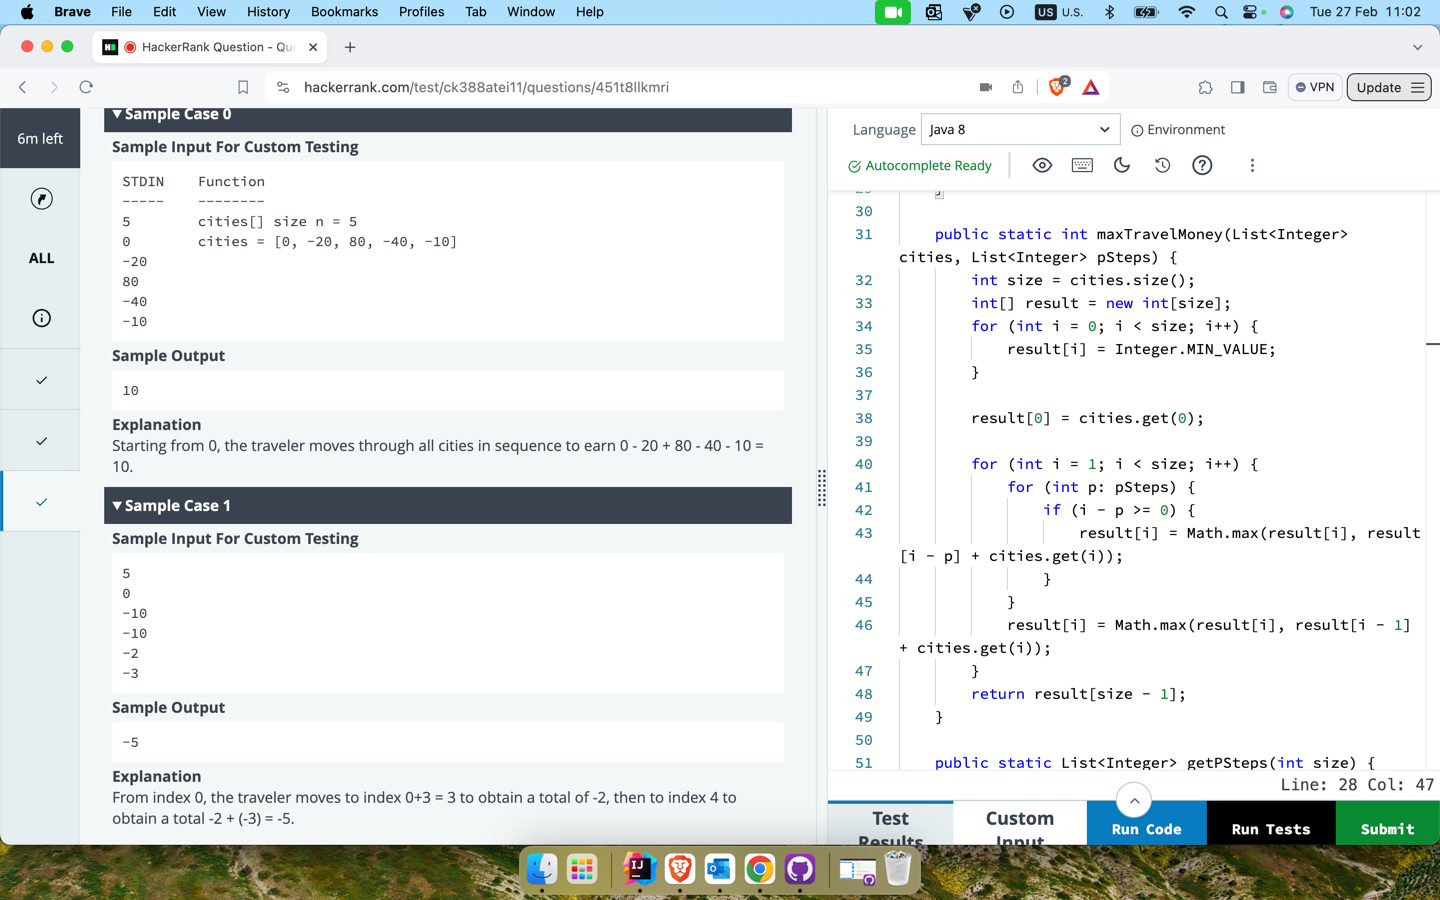 Brave File Edit View History Bookmarks Profiles Tab Window Help US U.S. Tue 27 Feb 11:02
HackerRank Question - Qu
hackerrank.com/test/ck388atei11/questions/451t8llkmri
2
VPN
Update
6m left
ALL
Sample Case 0
Sample Input For Custom Testing
STDIN Function
----- --------
5 cities[] size n = 5
0 cities = [0, -20, 80, -40, -10]
-20
80
-40
-10
Sample Output
10
Explanation
Starting from 0, the traveler moves through all cities in sequence to earn 0 - 20 + 80 - 40 - 10 =
10.
Sample Case 1
Sample Input For Custom Testing
5
0
-10
-10
-2
-3
Sample Output
-5
Explanation
From index 0, the traveler moves to index 0+3 = 3 to obtain a total of -2, then to index 4 to
obtain a total -2 + (-3) = -5.
Language Java 8 Environment
Autocomplete Ready
29 }
30
31 public static int maxTravelMoney(List<Integer>
cities, List<Integer> pSteps) {
32 int size = cities.size();
33 int[] result = new int[size];
34 for (int i = 0; i < size; i++) {
35 result[i] = Integer.MIN_VALUE;
36 }
37
38 result[0] = cities.get(0);
39
40 for (int i = 1; i < size; i++) {
41 for (int p: pSteps) {
42 if (i - p >= 0) {
43 result[i] = Math.max(result[i], result
[i - p] + cities.get(i));
44 }
45 }
46 result[i] = Math.max(result[i], result[i - 1]
+ cities.get(i));
47 }
48 return result[size - 1];
49 }
50
51 public static List<Integer> getPSteps(int size) {
Line: 28 Col: 47
Test
Results
Custom
Input
Run Code
Run Tests
Submit
IJ